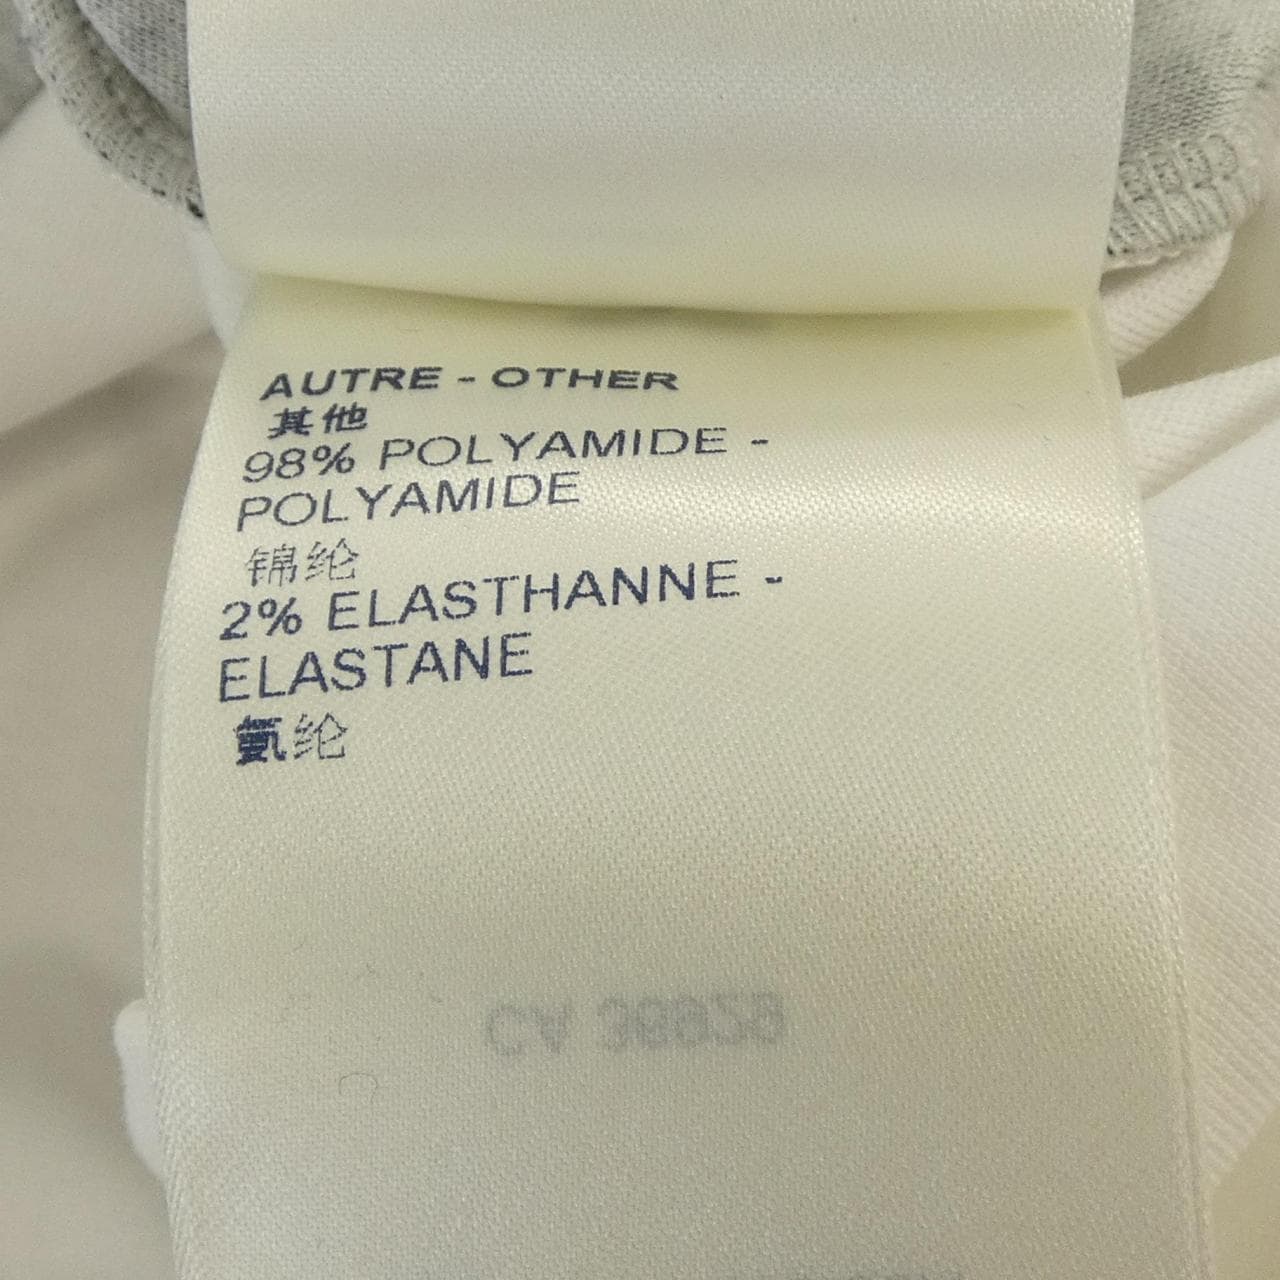 AUTRE - OTHER
其他
98% POLYAMIDE -
POLYAMIDE
锦纶
2% ELASTHANNE -
ELASTANE
氨纶